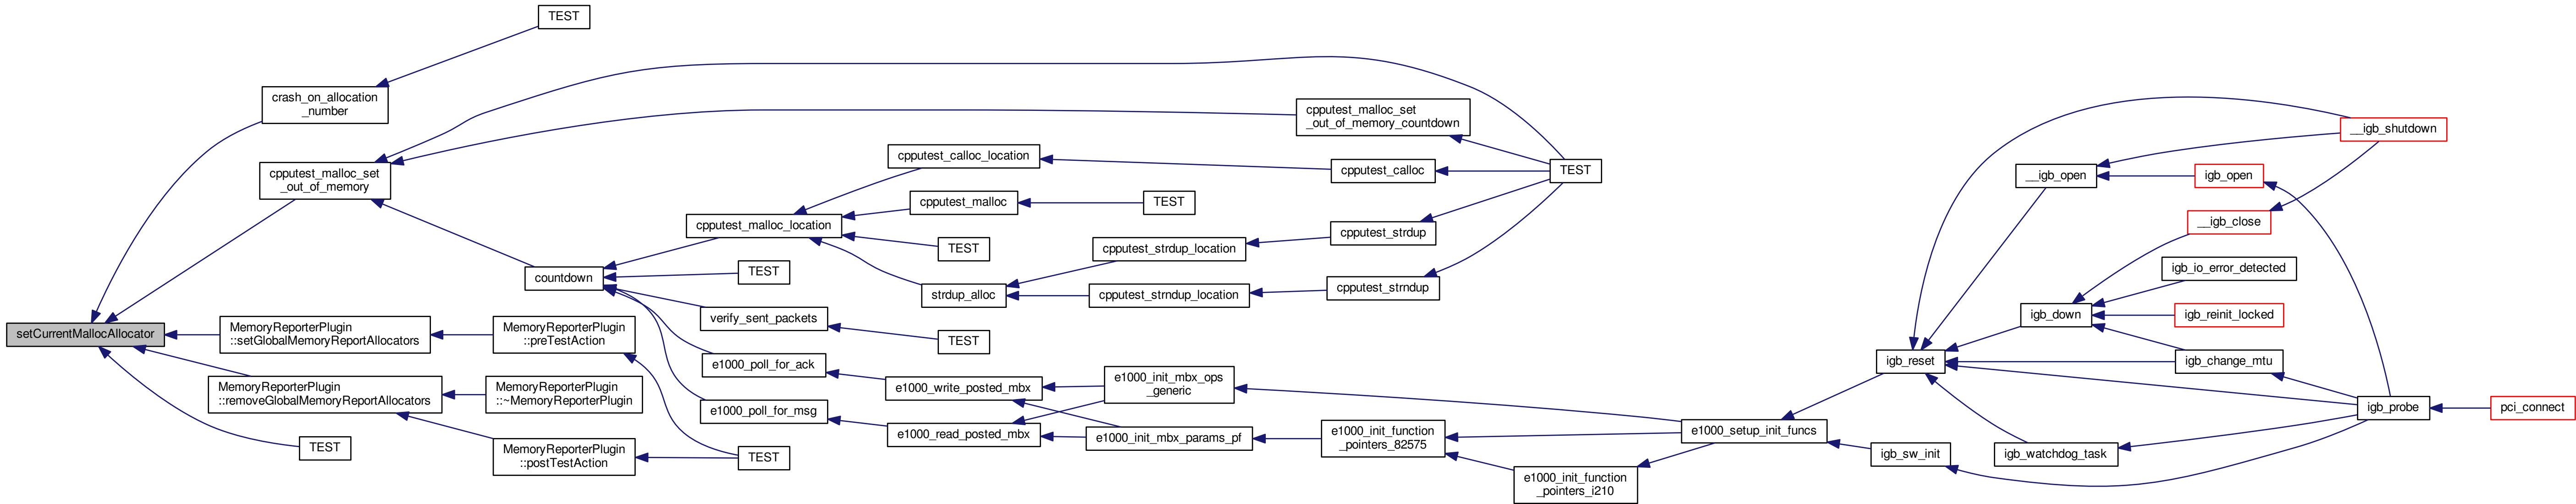 setCurrentMallocAllocator
crash_on_allocation
_number
TEST
cpputest_malloc_set
_out_of_memory
MemoryReporterPlugin
::setGlobalMemoryReportAllocators
MemoryReporterPlugin
::removeGlobalMemoryReportAllocators
TEST
countdown
MemoryReporterPlugin
::preTestAction
MemoryReporterPlugin
::~MemoryReporterPlugin
MemoryReporterPlugin
::postTestAction
cpputest_malloc_location
TEST
verify_sent_packets
e1000_poll_for_ack
e1000_poll_for_msg
TEST
cpputest_calloc_location
cpputest_malloc
TEST
strdup_alloc
TEST
e1000_write_posted_mbx
e1000_read_posted_mbx
TEST
cpputest_strdup_location
cpputest_strndup_location
e1000_init_mbx_ops
_generic
e1000_init_mbx_params_pf
cpputest_malloc_set
_out_of_memory_countdown
cpputest_calloc
cpputest_strdup
cpputest_strndup
e1000_init_function
_pointers_82575
TEST
e1000_init_function
_pointers_i210
e1000_setup_init_funcs
igb_reset
igb_sw_init
__igb_open
igb_down
igb_watchdog_task
__igb_shutdown
igb_open
__igb_close
igb_io_error_detected
igb_reinit_locked
igb_change_mtu
igb_probe
pci_connect